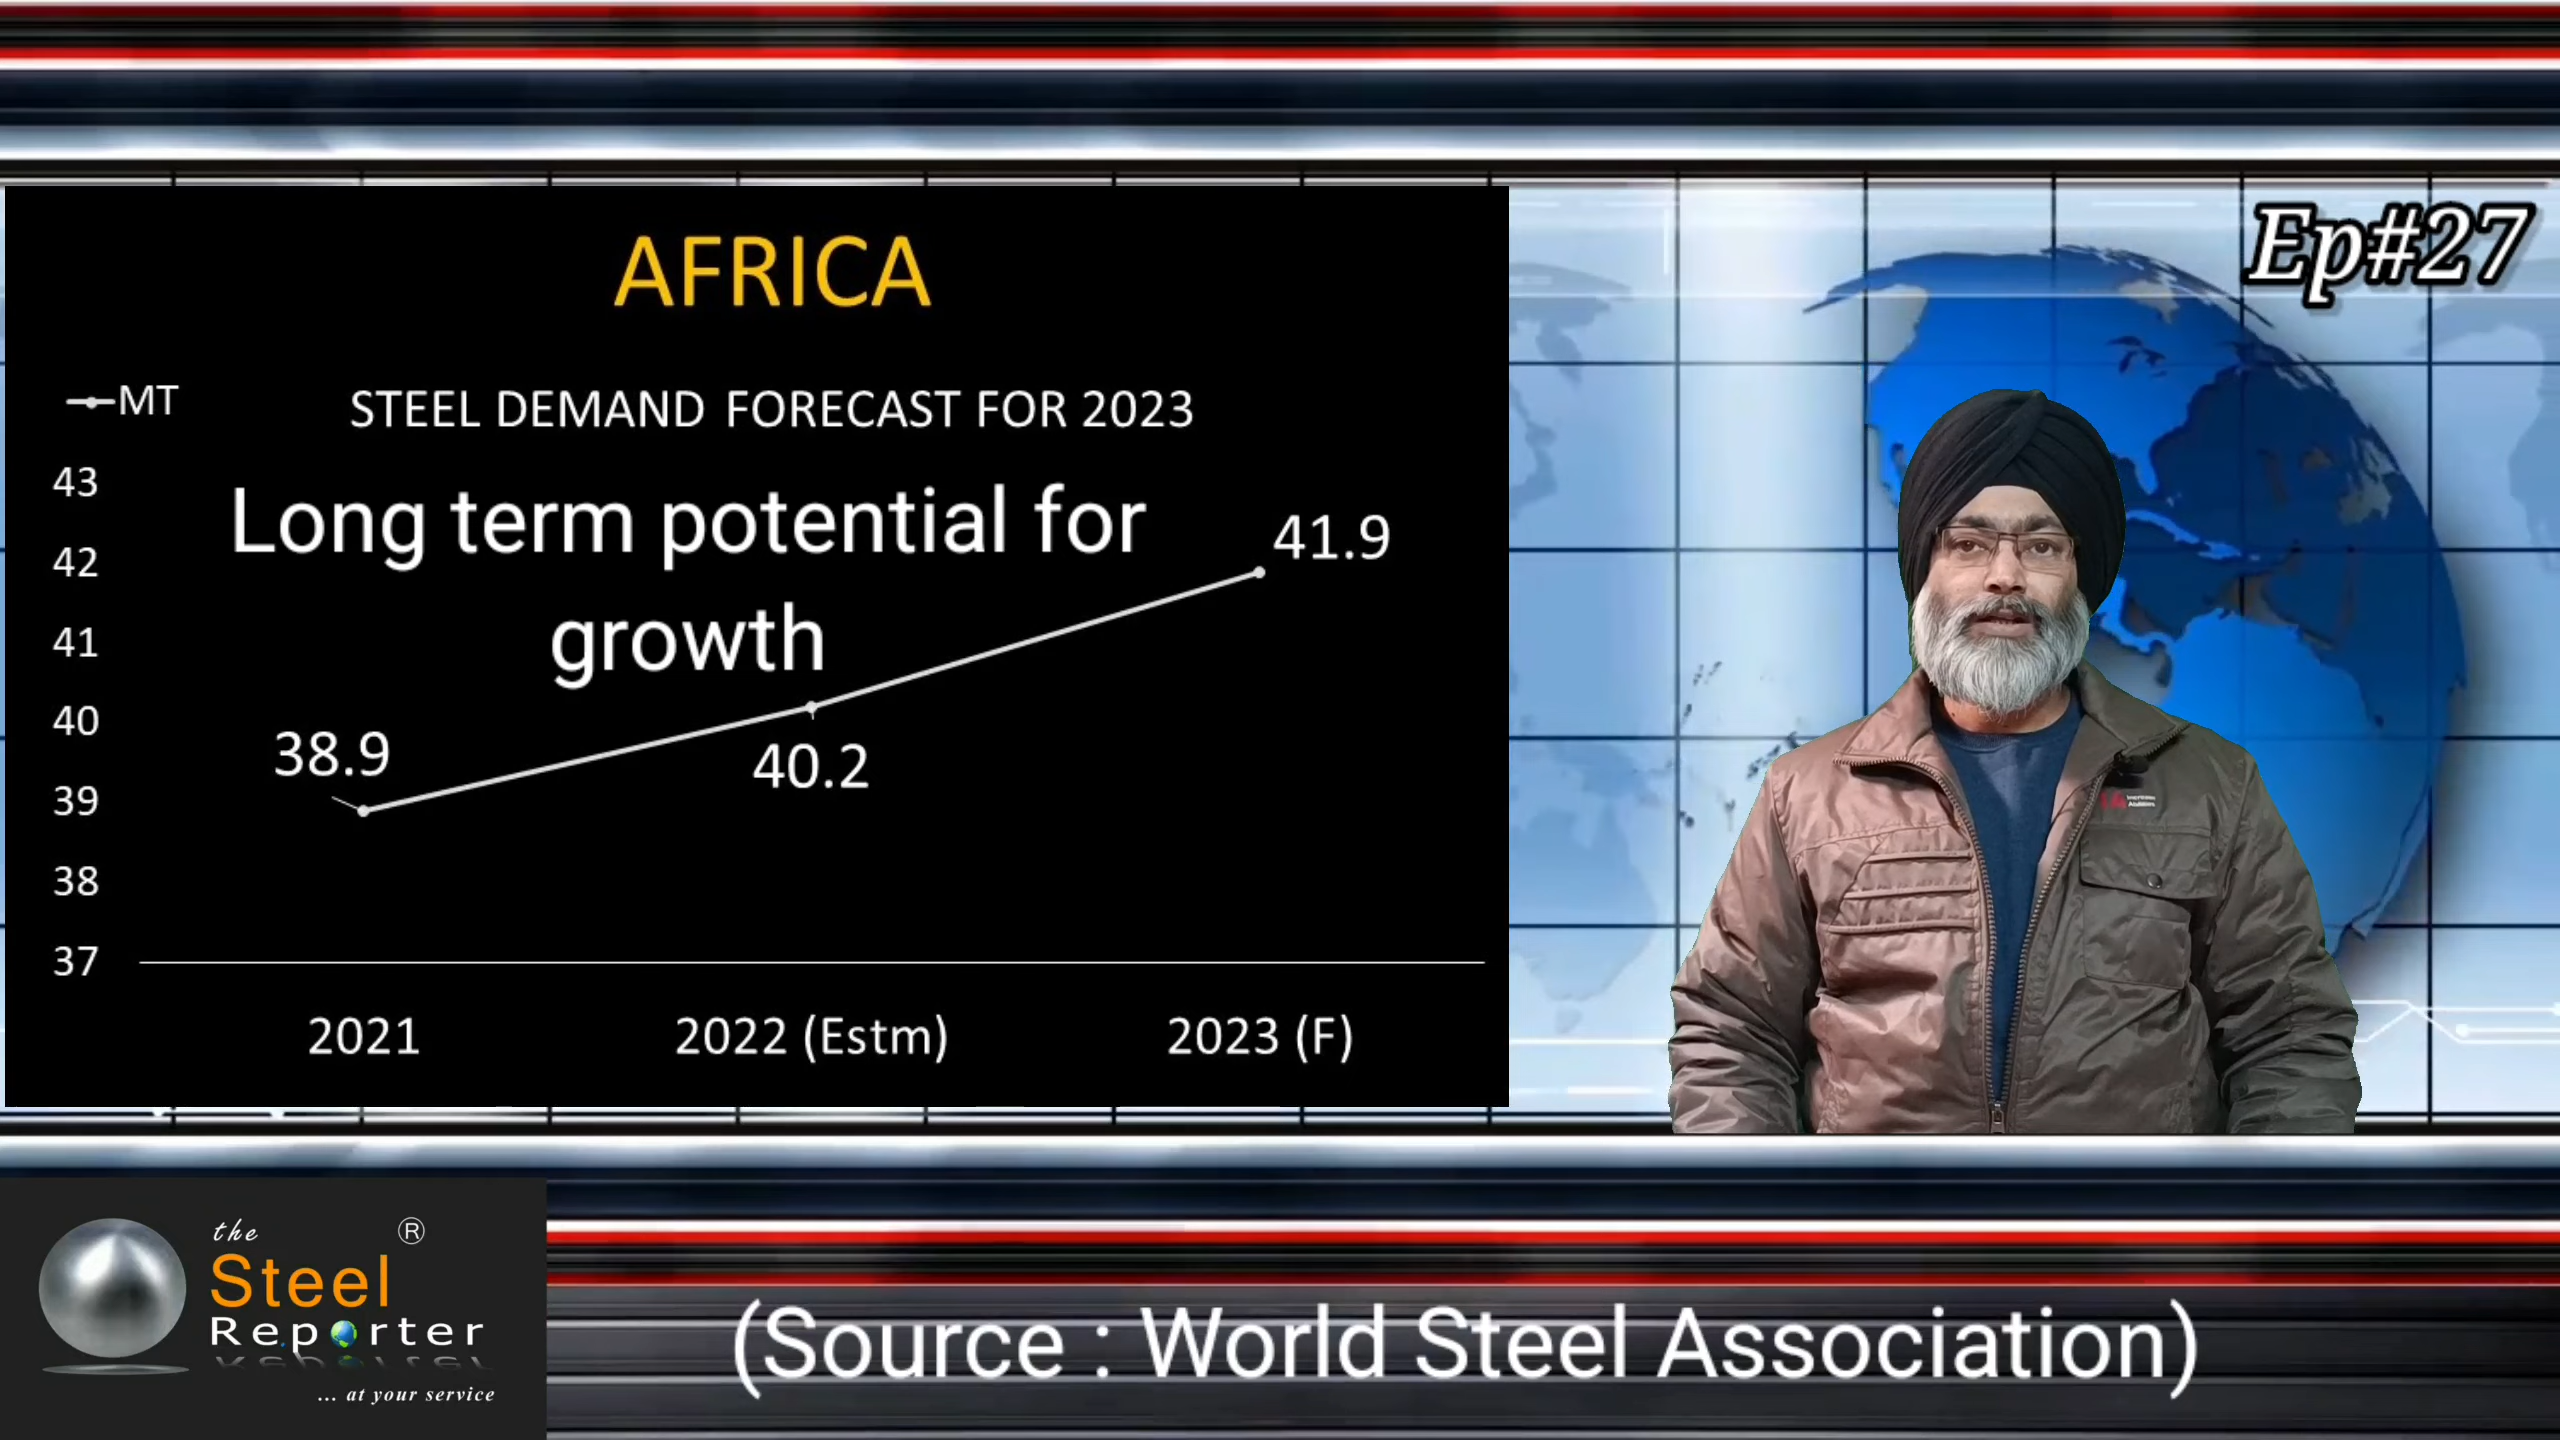 Ep#27
AFRICA
MT
STEEL DEMAND FORECAST FOR 2023
Long term potential for
growth
43
42
41
40
39
38
37
38.9
40.2
41.9
2021
2022 (Estm)
2023 (F)
the
®
Steel
Reporter
... at your service
(Source : World Steel Association)